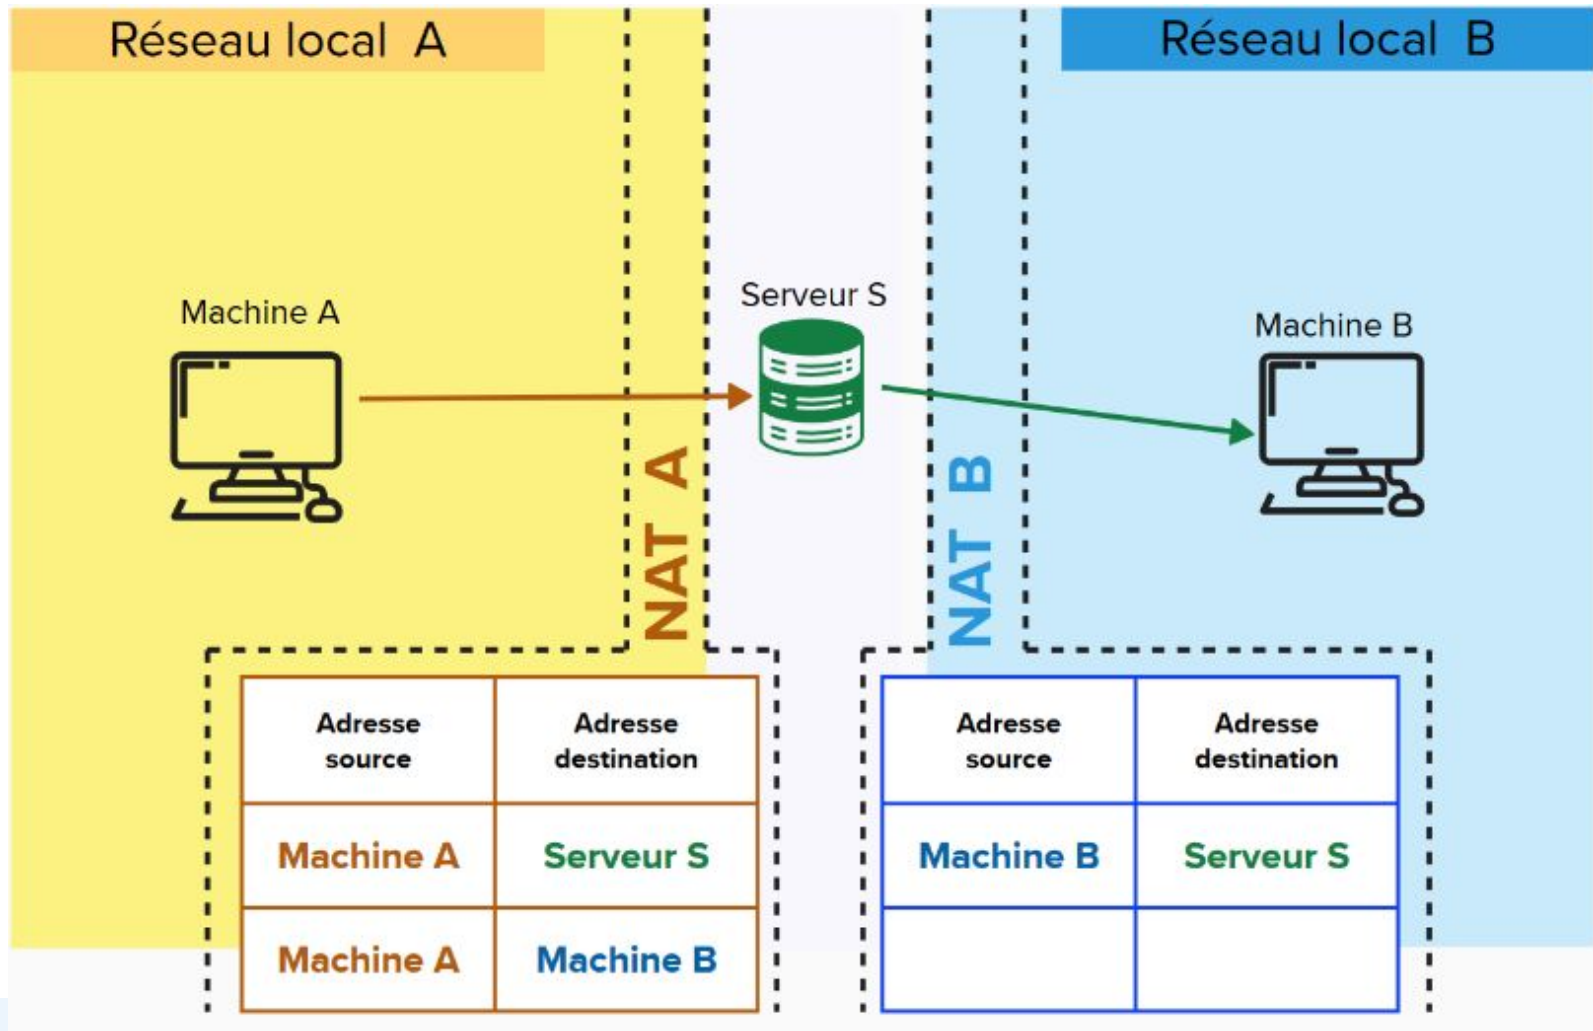 Réseau local A
Réseau local B
Machine A
Serveur S
Machine B
NAT A
NAT B
Adresse source
Adresse destination
Machine A
Serveur S
Machine A
Machine B
Adresse source
Adresse destination
Machine B
Serveur S